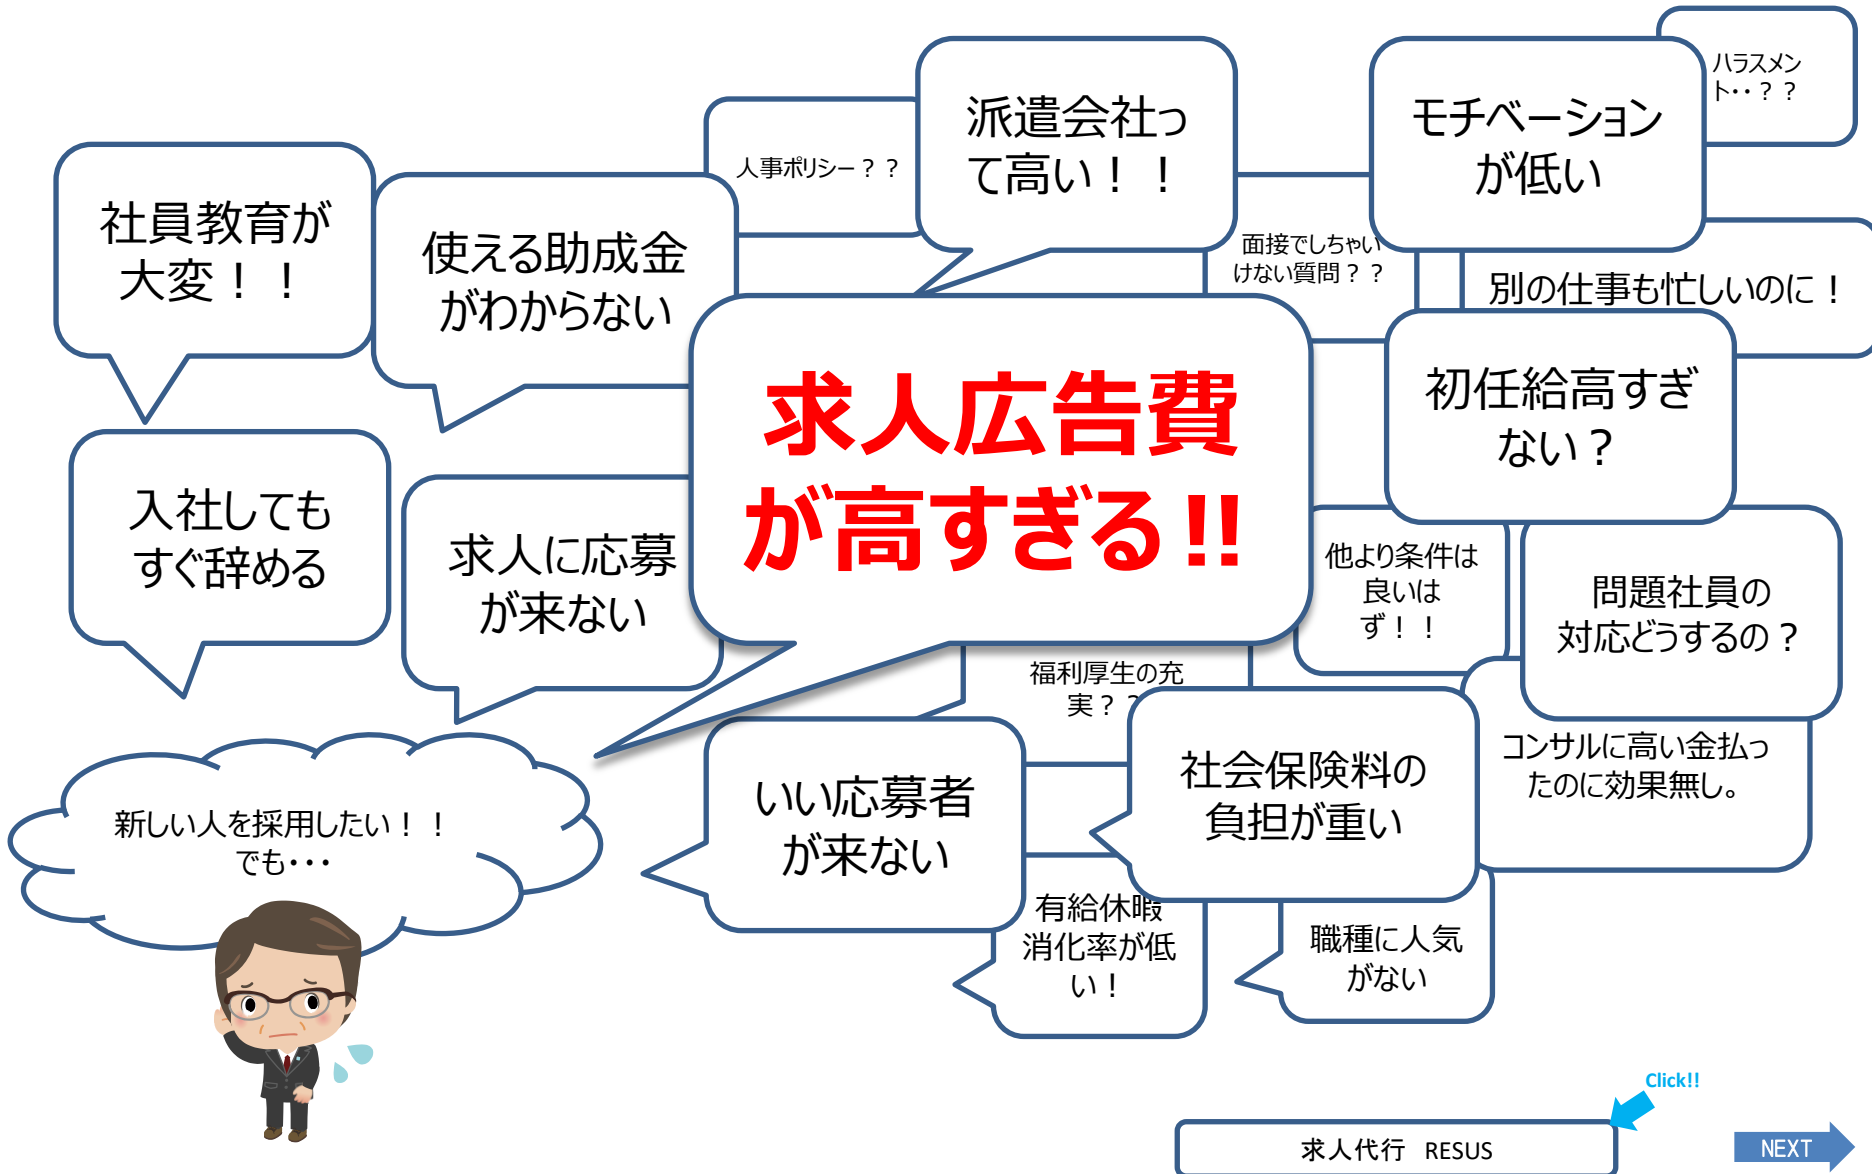 ハラスメン
ト・・？？
派遣会社っ
て高い！！
モチベーション
が低い
人事ポリシー？？
社員教育が
大変！！
使える助成金
がわからない
面接でしちゃい
けない質問？？
別の仕事も忙しいのに！
求人広告費
が高すぎる!!
初任給高すぎ
ない？
入社しても
すぐ辞める
求人に応募
が来ない
他より条件は
良いは
ず！！
問題社員の
対応どうするの？
福利厚生の充
実？？
コンサルに高い金払っ
たのに効果無し。
いい応募者
が来ない
社会保険料の
負担が重い
新しい人を採用したい！！
でも・・・
有給休暇
消化率が低
い！
職種に人気
がない
Click!!
求人代行 RESUS
NEXT